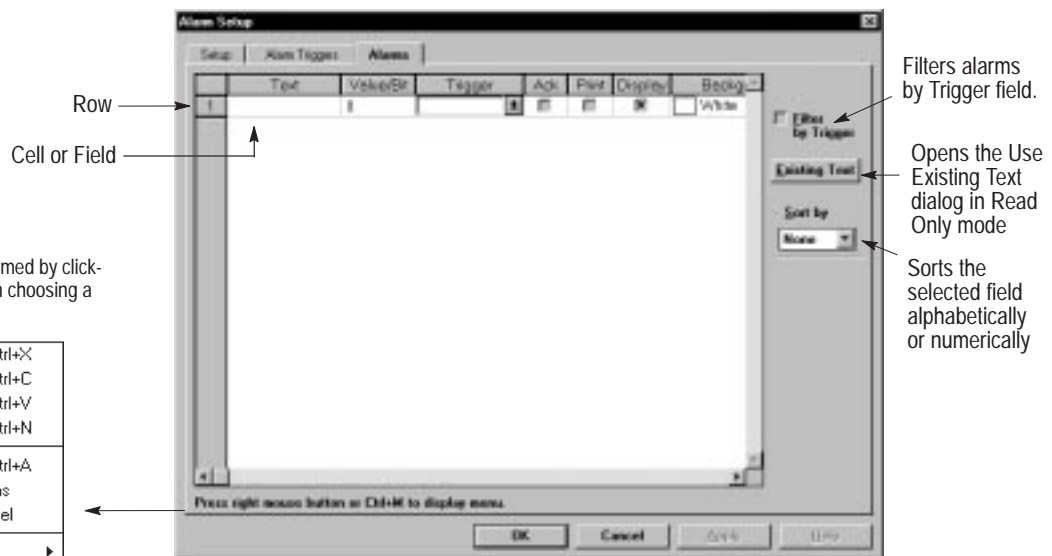 Alarm Setup
Setup Alarm Triggers Alarms
Text Value/Bit Trigger Ack Print Display Backg
1 White
Row
Cell or Field
Filter
by Trigger
Existing Text
Sort by
None
Filters alarms
by Trigger field.
Opens the Use
Existing Text
dialog in Read
Only mode
Sorts the
selected field
alphabetically
or numerically
med by click-
choosing a
trl+X
trl+C
trl+V
trl+N
trl+A
el
Press right mouse button or Ctrl+M to display menu.
OK Cancel Apply Help